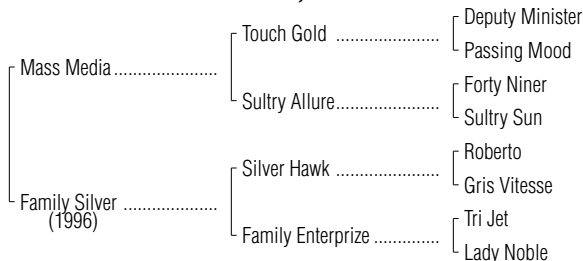 Deputy Minister
Touch Gold ..................
Passing Mood
Mass Media ..................
Forty Niner
Sultry Allure ..................
Sultry Sun
Roberto
Silver Hawk ..................
Gris Vitesse
Family Silver ..................
(1996)
Tri Jet
Family Enterprize .............
Lady Noble